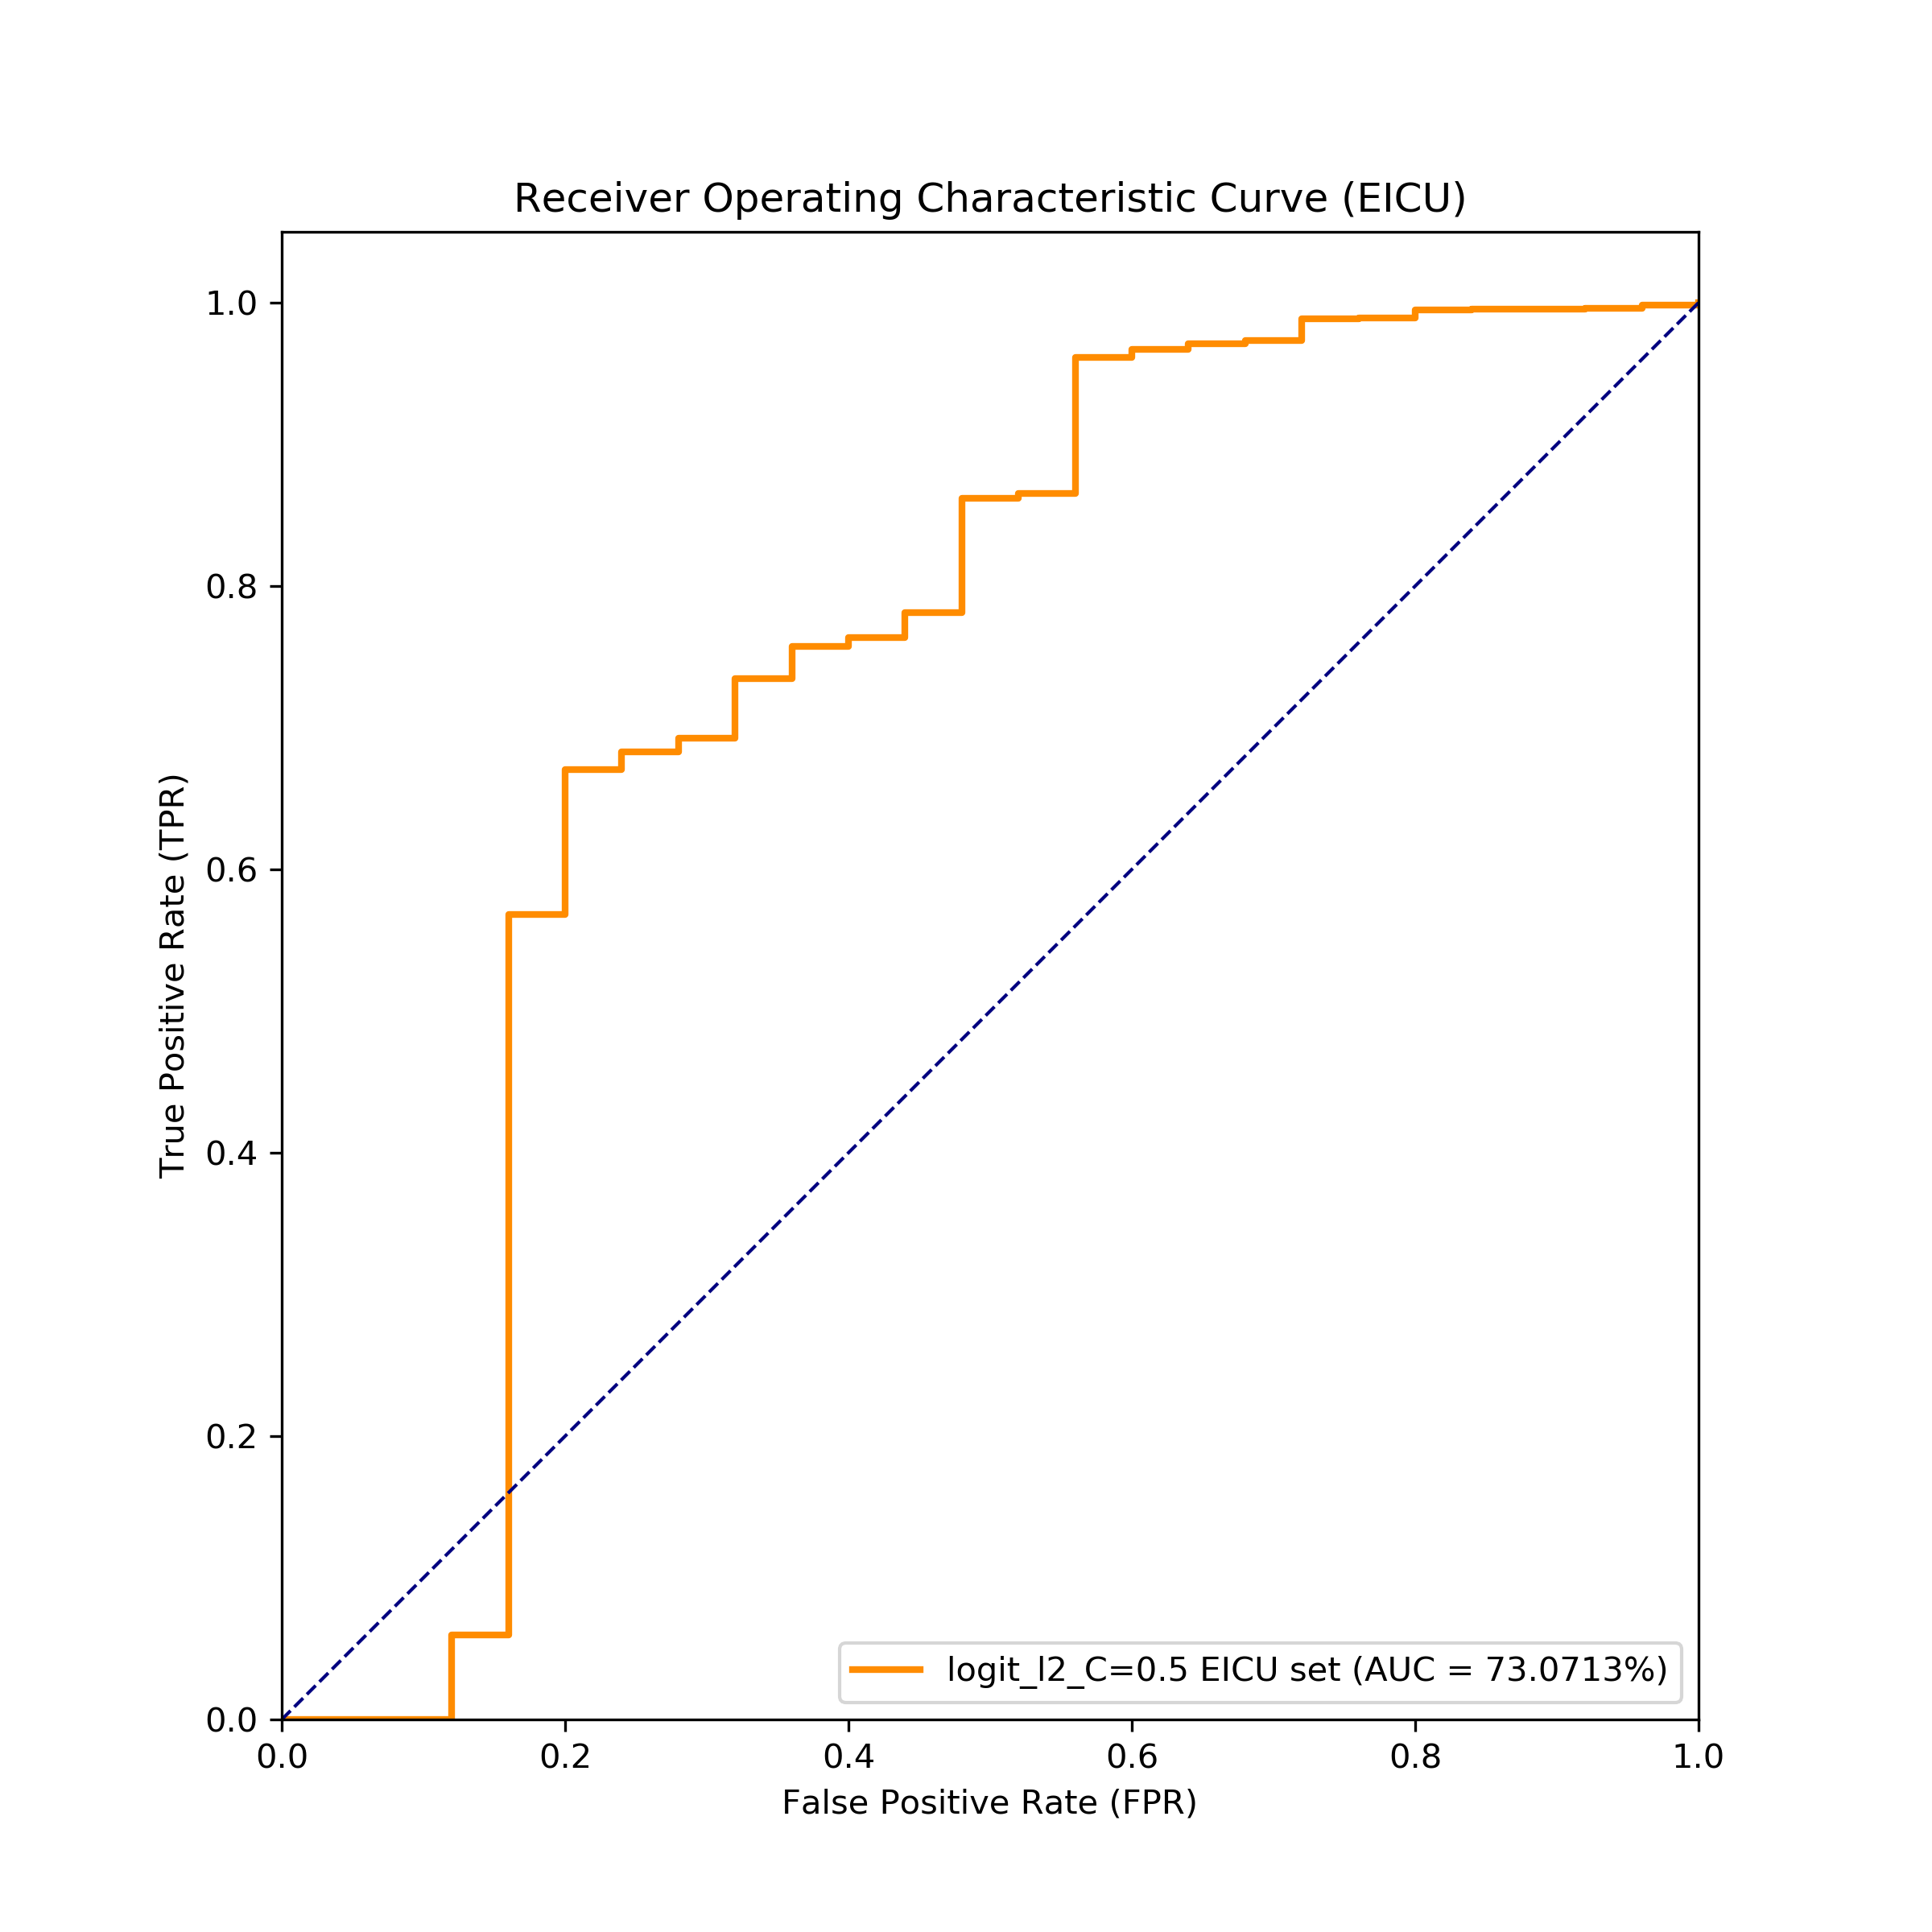 Receiver Operating Characteristic Curve (EICU)
True Positive Rate (TPR)
1.0
0.8
0.6
0.4
0.2
0.0
logit_l2_C=0.5 EICU set (AUC = 73.0713%)
0.0 0.2 0.4 0.6 0.8 1.0
False Positive Rate (FPR)